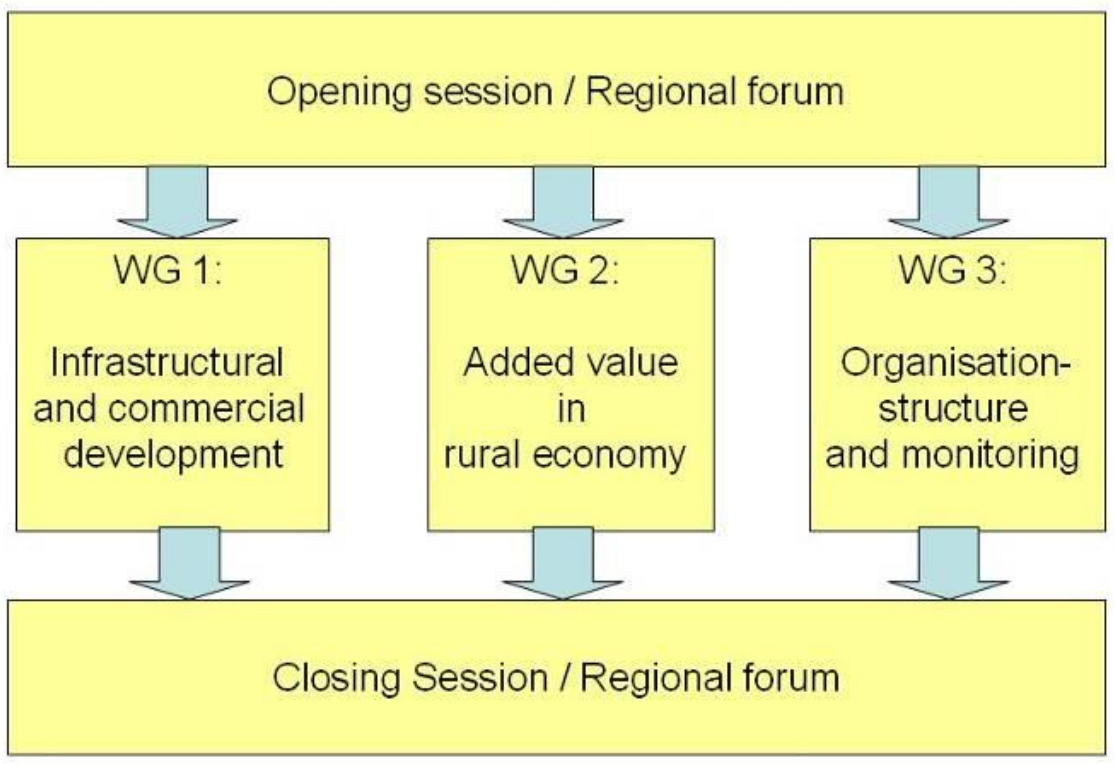 Opening session / Regional forum
WG 1:
Infrastructural
and commercial
development
WG 2:
Added value
in
rural economy
WG 3:
Organisation-
structure
and monitoring
Closing Session / Regional forum